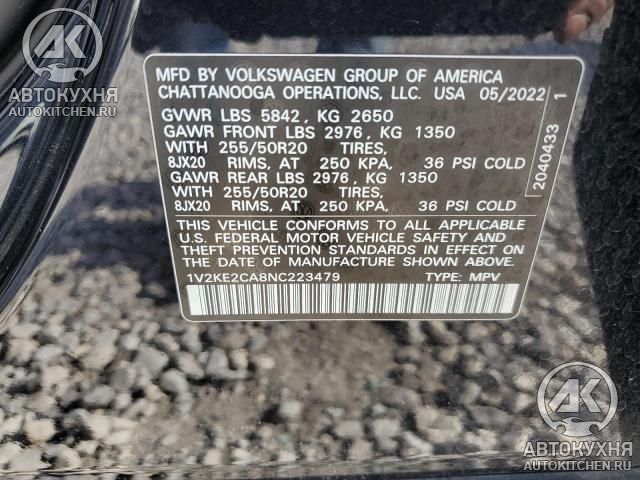 MFD BY VOLKSWAGEN GROUP OF AMERICA
CHATTANOOGA OPERATIONS, LLC. USA 05/2022
GVWR LBS 5842, KG 2650
GAWR FRONT LBS 2976, KG 1350
WITH 255/50R20 TIRES,
8JX20 RIMS, AT 250 KPA, 36 PSI COLD
GAWR REAR LBS 2976, KG 1350
WITH 255/50R20 TIRES,
8JX20 RIMS, AT 250 KPA, 36 PSI COLD
THIS VEHICLE CONFORMS TO ALL APPLICABLE
U.S. FEDERAL MOTOR VEHICLE SAFETY, BUMPER AND
THEFT PREVENTION STANDARDS IN EFFECT ON
THE DATE OF MANUFACTURE SHOWN ABOVE.
1V2KE2CA8NC223479 TYPE: MPV
2040433 1
АК
АВТОКУХНЯ
AUTOKITCHEN.RU
АК
АВТОКУХНЯ
AUTOKITCHEN.RU